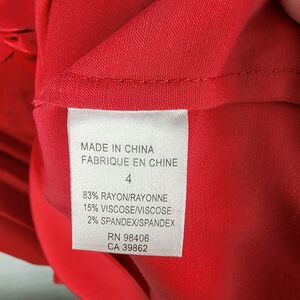 MADE IN CHINA
FABRIQUE EN CHINE
4
83% RAYON/RAYONNE
15% VISCOSE/VISCOSE
2% SPANDEX/SPANDEX
RN 98406
CA 39862